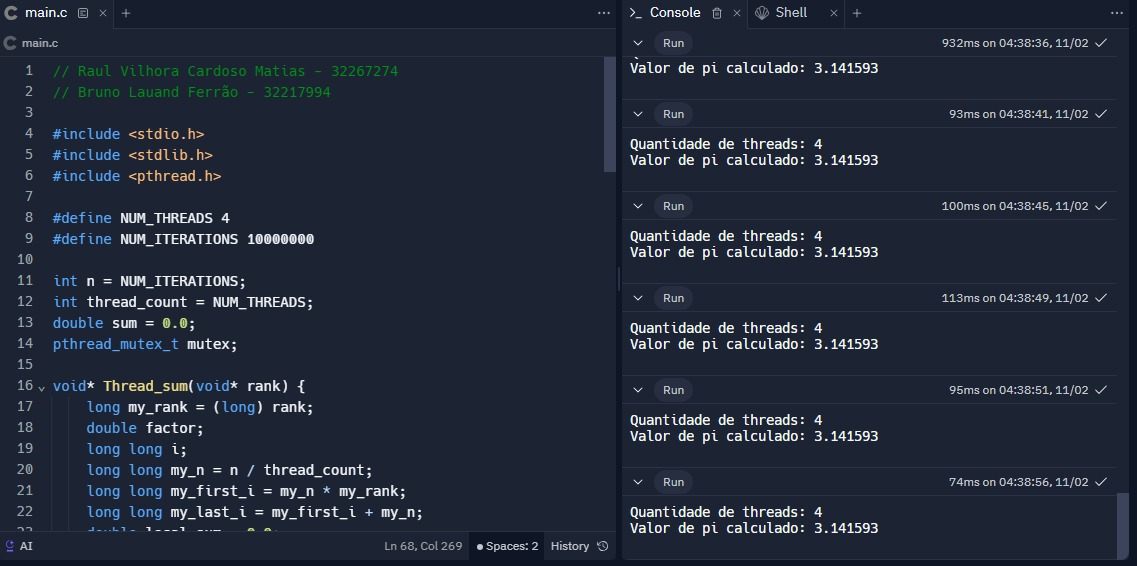 main.c
main.c
1 // Raul Vilhora Cardoso Matias - 32267274
2 // Bruno Lauand Ferrão - 32217994
3
4 #include <stdio.h>
5 #include <stdlib.h>
6 #include <pthread.h>
7
8 #define NUM_THREADS 4
9 #define NUM_ITERATIONS 10000000
10
11 int n = NUM_ITERATIONS;
12 int thread_count = NUM_THREADS;
13 double sum = 0.0;
14 pthread_mutex_t mutex;
15
16 void* Thread_sum(void* rank) {
17 long my_rank = (long) rank;
18 double factor;
19 long long i;
20 long long my_n = n / thread_count;
21 long long my_first_i = my_n * my_rank;
22 long long my_last_i = my_first_i + my_n;
AI Ln 68, Col 269 Spaces: 2 History
Console Shell
Run 932ms on 04:38:36, 11/02
Valor de pi calculado: 3.141593
Run 93ms on 04:38:41, 11/02
Quantidade de threads: 4
Valor de pi calculado: 3.141593
Run 100ms on 04:38:45, 11/02
Quantidade de threads: 4
Valor de pi calculado: 3.141593
Run 113ms on 04:38:49, 11/02
Quantidade de threads: 4
Valor de pi calculado: 3.141593
Run 95ms on 04:38:51, 11/02
Quantidade de threads: 4
Valor de pi calculado: 3.141593
Run 74ms on 04:38:56, 11/02
Quantidade de threads: 4
Valor de pi calculado: 3.141593